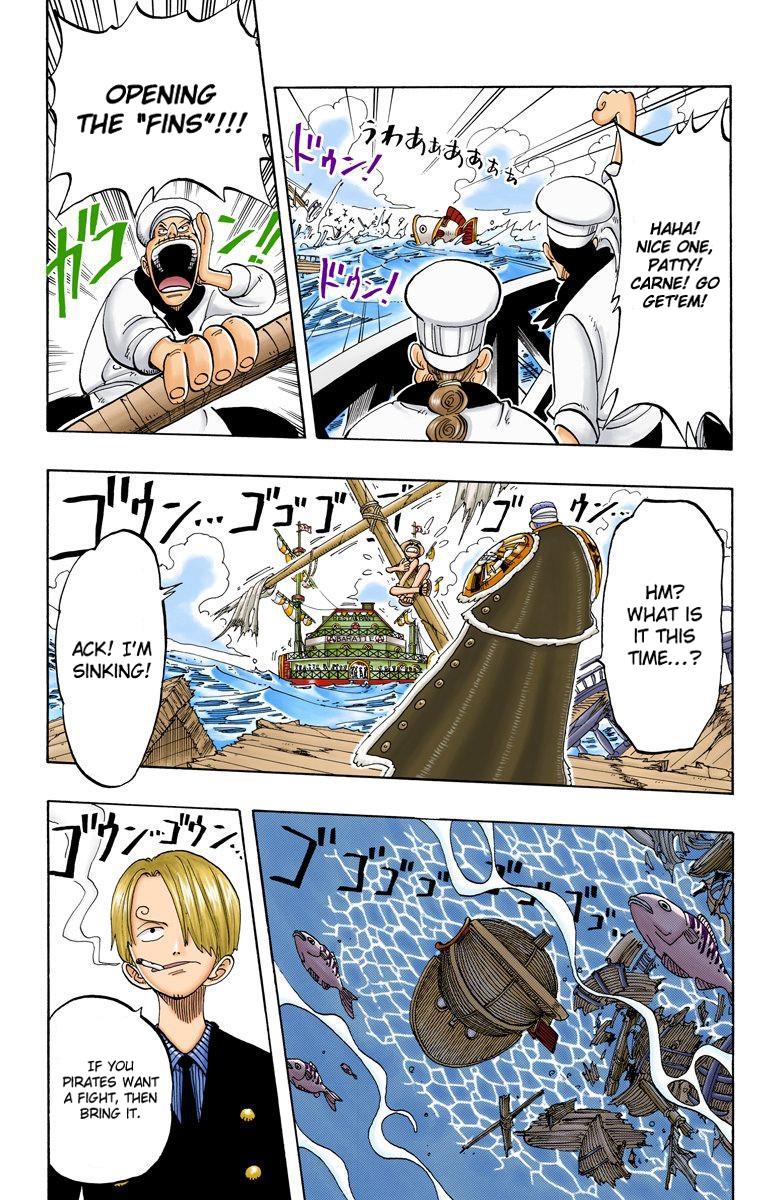 OPENING
THE "FINS"!!!
ガコ
ン!!
うわあぁあぁぁぁ
ドゥン!
ドゥン!
HAHA!
NICE ONE,
PATTY!
CARNE! GO
GET'EM!
ゴウン…ゴゴゴゴ
ゴウン…
ACK! I'M
SINKING!
HM?
WHAT IS
IT THIS
TIME...?
ゴウン…ゴウン…
IF YOU
PIRATES WANT
A FIGHT, THEN
BRING IT.
ゴゴゴゴゴゴ…